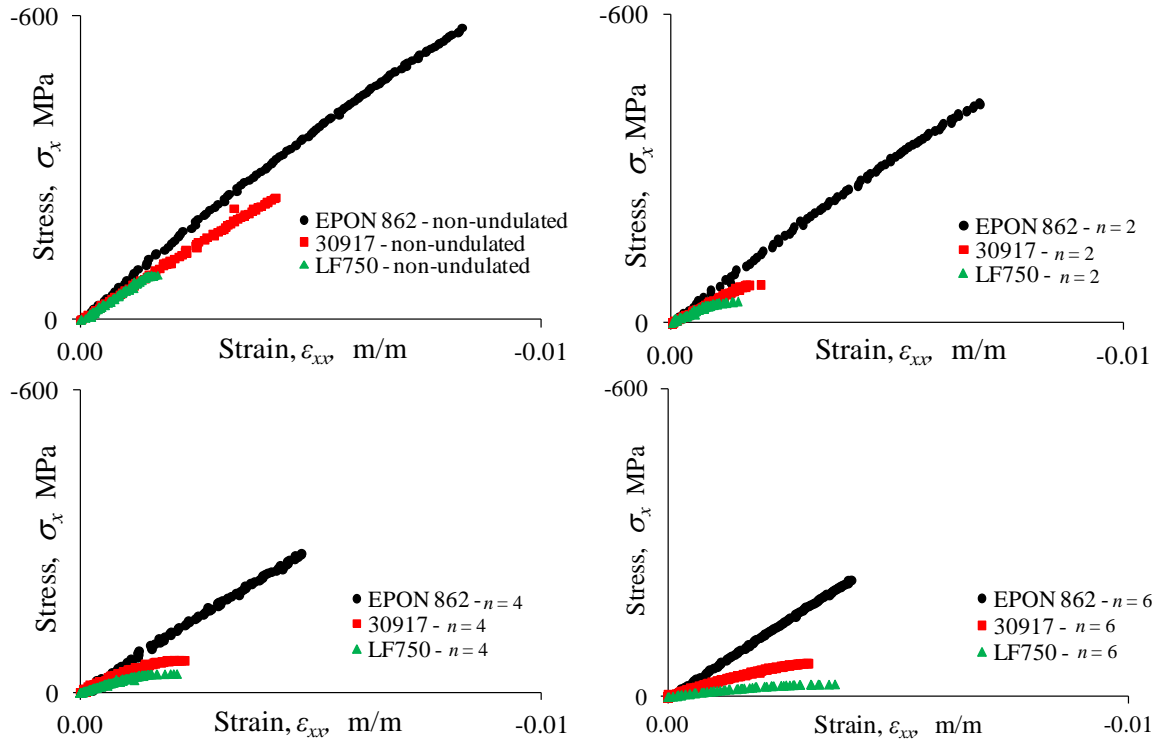 -600
Stress, σx MPa
0
EPON 862 - non-undulated
30917 - non-undulated
LF750 - non-undulated
0.00
Strain, εxx, m/m
-0.01
-600
Stress, σx MPa
0
EPON 862 - n = 2
30917 - n = 2
LF750 - n = 2
0.00
Strain, εxx, m/m
-0.01
-600
Stress, σx MPa
0
EPON 862 - n = 4
30917 - n = 4
LF750 - n = 4
0.00
Strain, εxx, m/m
-0.01
-600
Stress, σx MPa
0
EPON 862 - n = 6
30917 - n = 6
LF750 - n = 6
0.00
Strain, εxx, m/m
-0.01